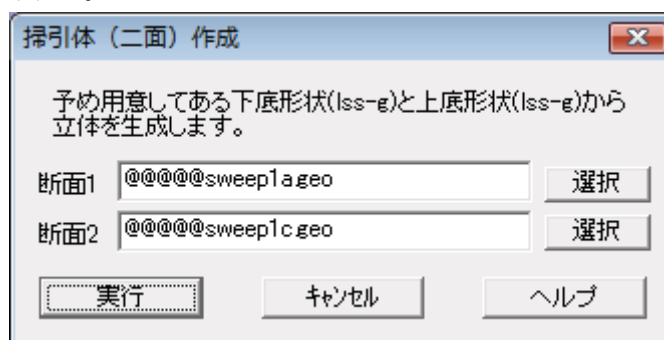 掃引体（二面）作成
予め用意してある下底形状(lss-g)と上底形状(lss-g)から
立体を生成します。
断面1 @@@@@sweep1a.geo 選択
断面2 @@@@@sweep1c.geo 選択
実行 キャンセル ヘルプ